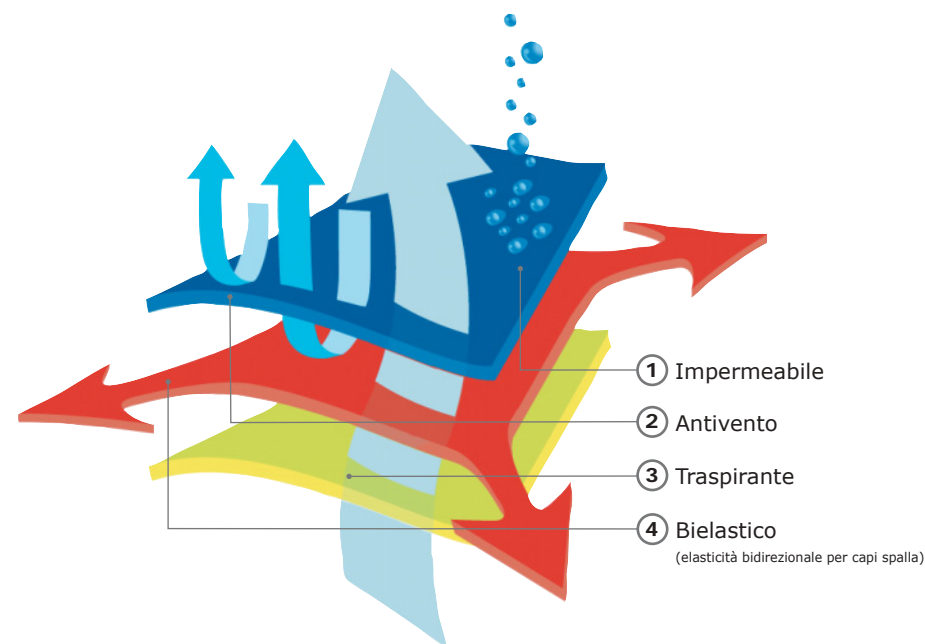 1 Impermeabile
2 Antivento
3 Traspirante
4 Bielastico
(elasticità bidirezionale per capi spalla)